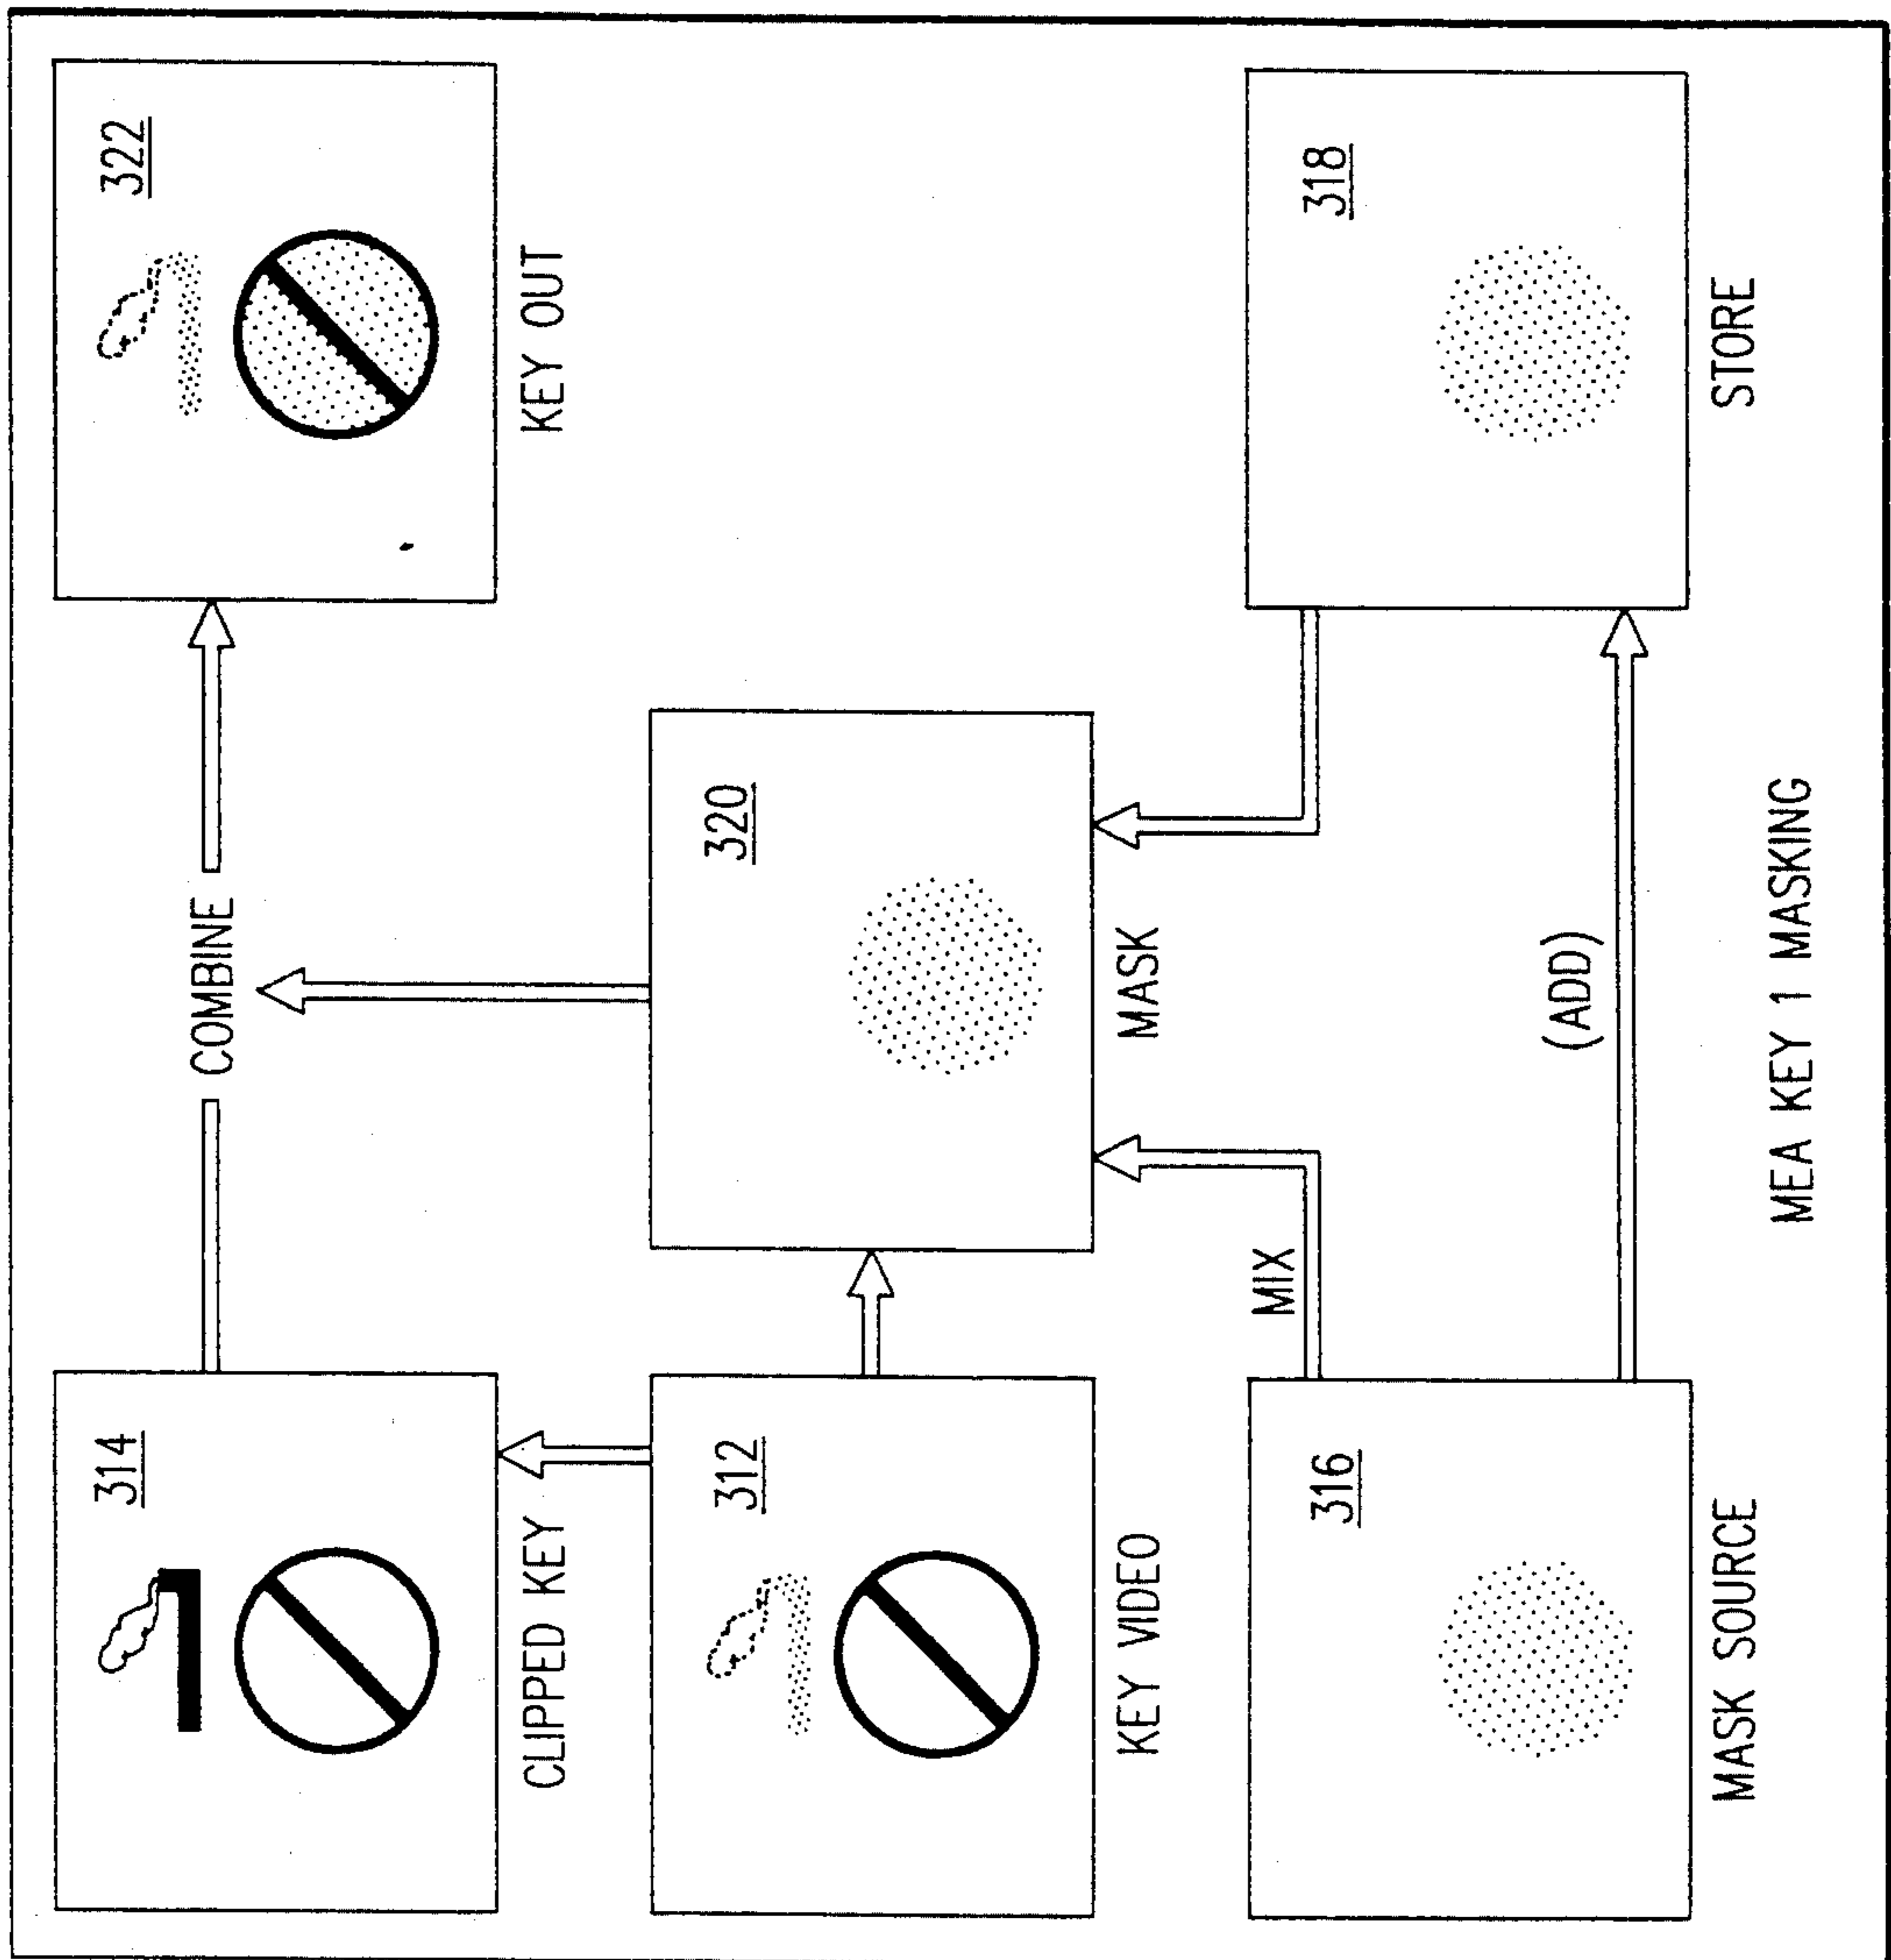 314
CLIPPED KEY
COMBINE
322
KEY OUT
312
KEY VIDEO
320
MASK
316
MASK SOURCE
MIX
(ADD)
318
STORE
MEA KEY 1 MASKING